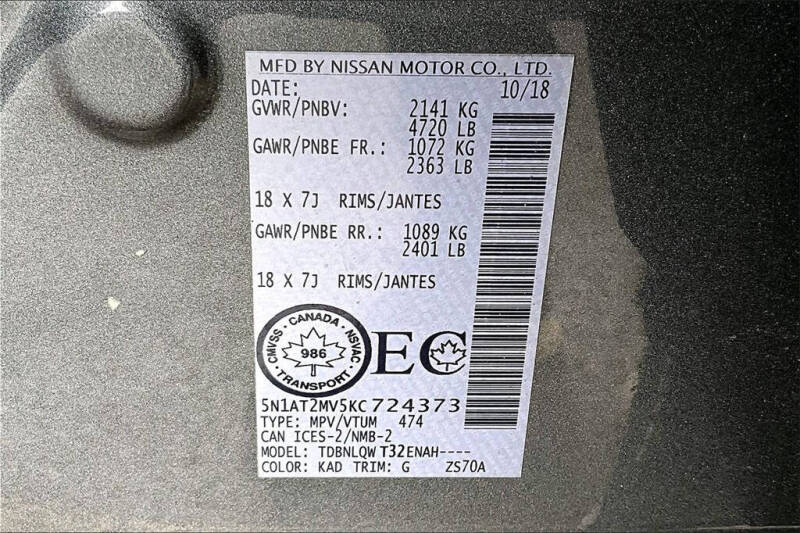 MFD BY NISSAN MOTOR CO., LTD.
DATE: 10/18
GVWR/PNBV: 2141 KG
4720 LB
GAWR/PNBE FR.: 1072 KG
2363 LB
18 X 7J RIMS/JANTES
GAWR/PNBE RR.: 1089 KG
2401 LB
18 X 7J RIMS/JANTES
CMVSS · CANADA · NSVAC
986
· TRANSPORT ·
EC
5N1AT2MV5KC724373
TYPE: MPV/VTUM 474
CAN ICES-2/NMB-2
MODEL: TDBNLQW T32ENAH----
COLOR: KAD TRIM: G ZS70A